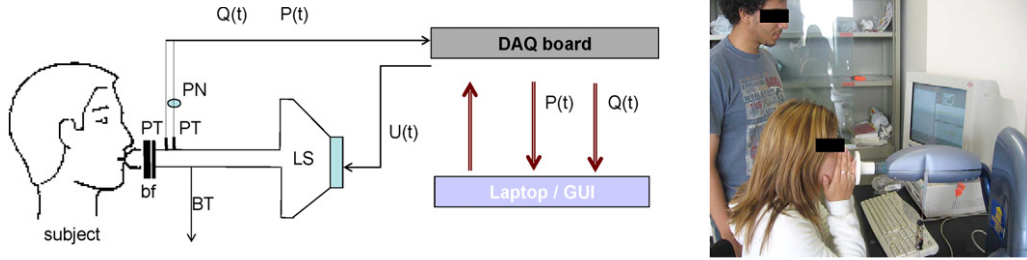 Q(t) P(t)
DAQ board
PN
PT PT
U(t)
P(t) Q(t)
LS
bf
BT
Laptop / GUI
subject